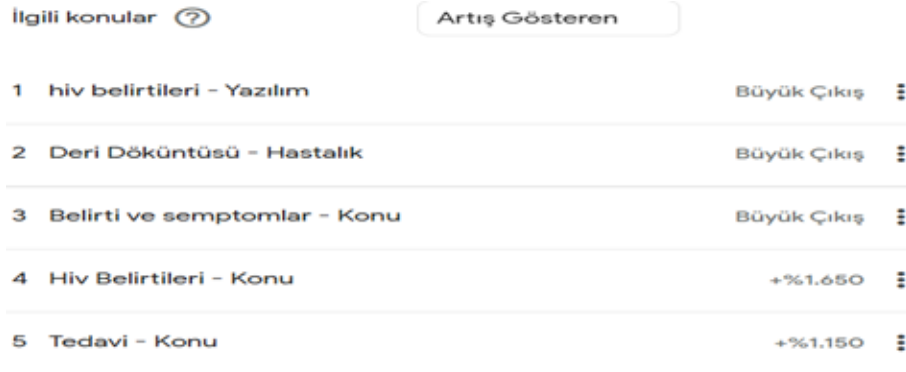 İlgili konular ? Artış Gösteren
1 hiv belirtileri - Yazılım Büyük Çıkış
2 Deri Döküntüsü - Hastalık Büyük Çıkış
3 Belirti ve semptomlar - Konu Büyük Çıkış
4 Hiv Belirtileri - Konu +%1.650
5 Tedavi - Konu +%1.150